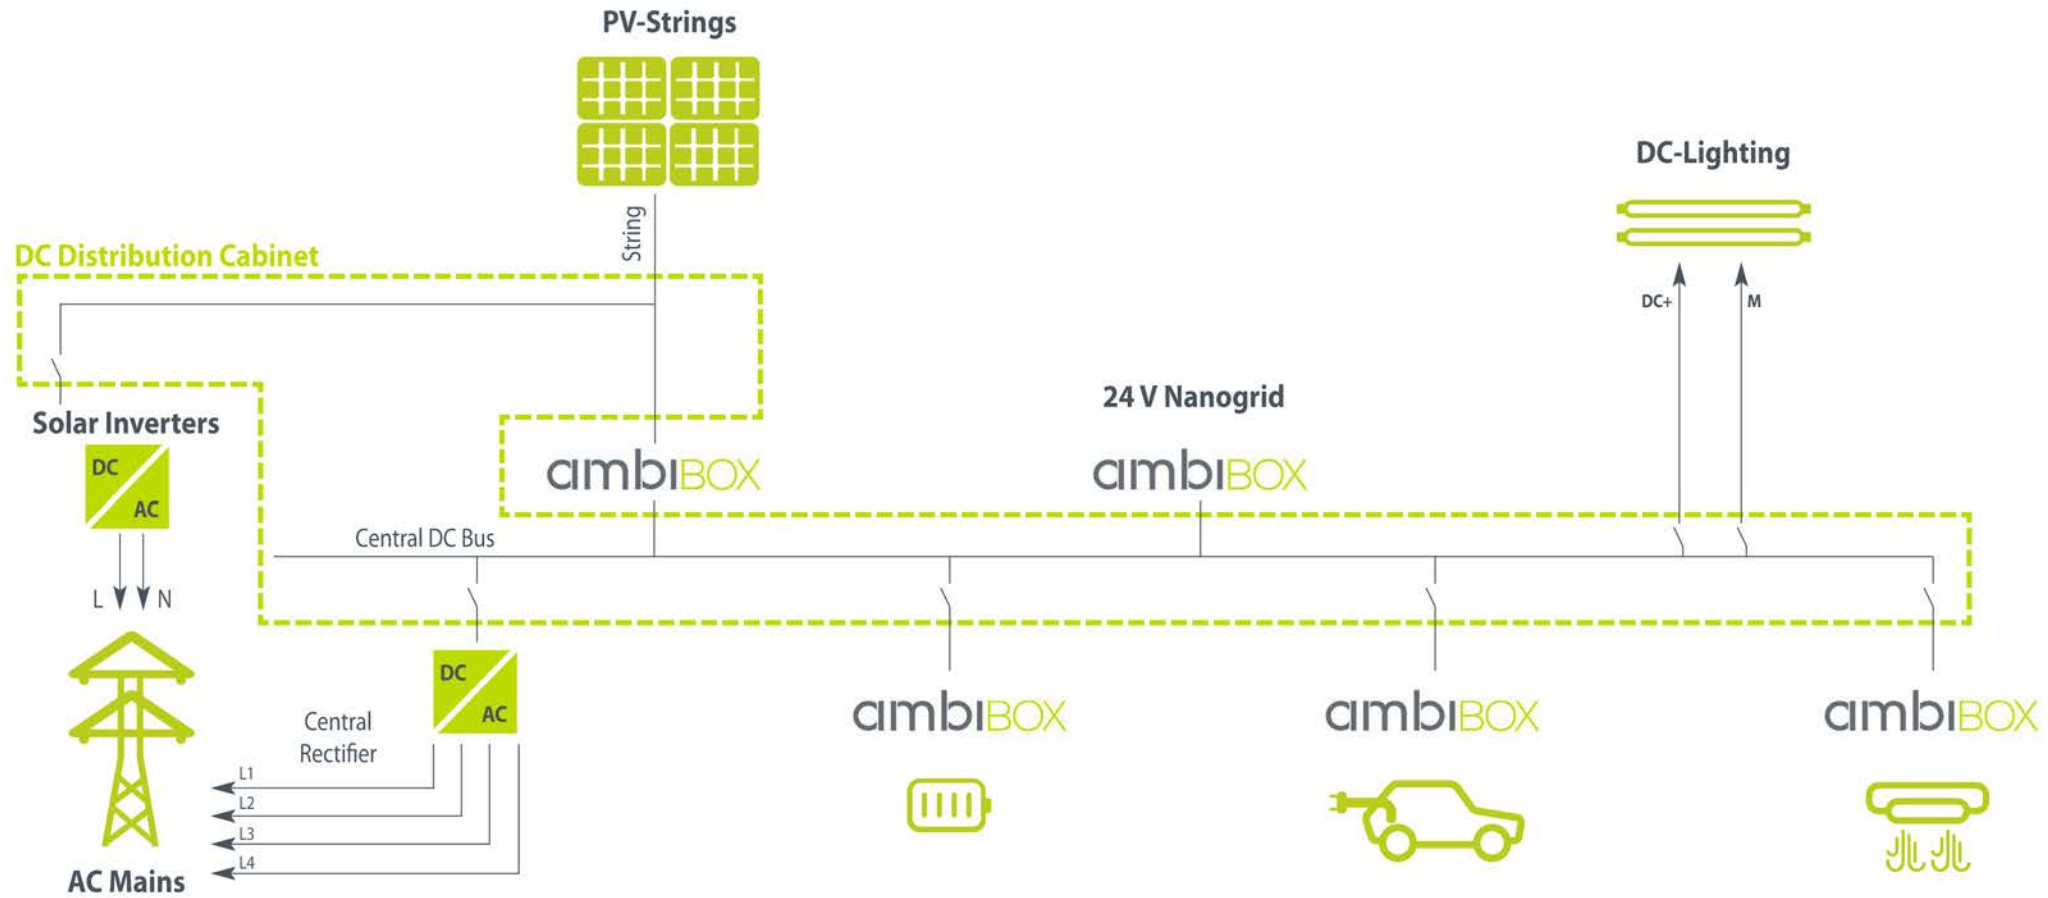 PV-Strings
DC-Lighting
String
DC Distribution Cabinet
DC+
M
24 V Nanogrid
Solar Inverters
DC
AC
ambiBOX
ambiBOX
Central DC Bus
L
N
DC
AC
Central
Rectifier
ambiBOX
ambiBOX
ambiBOX
L1
L2
L3
L4
AC Mains